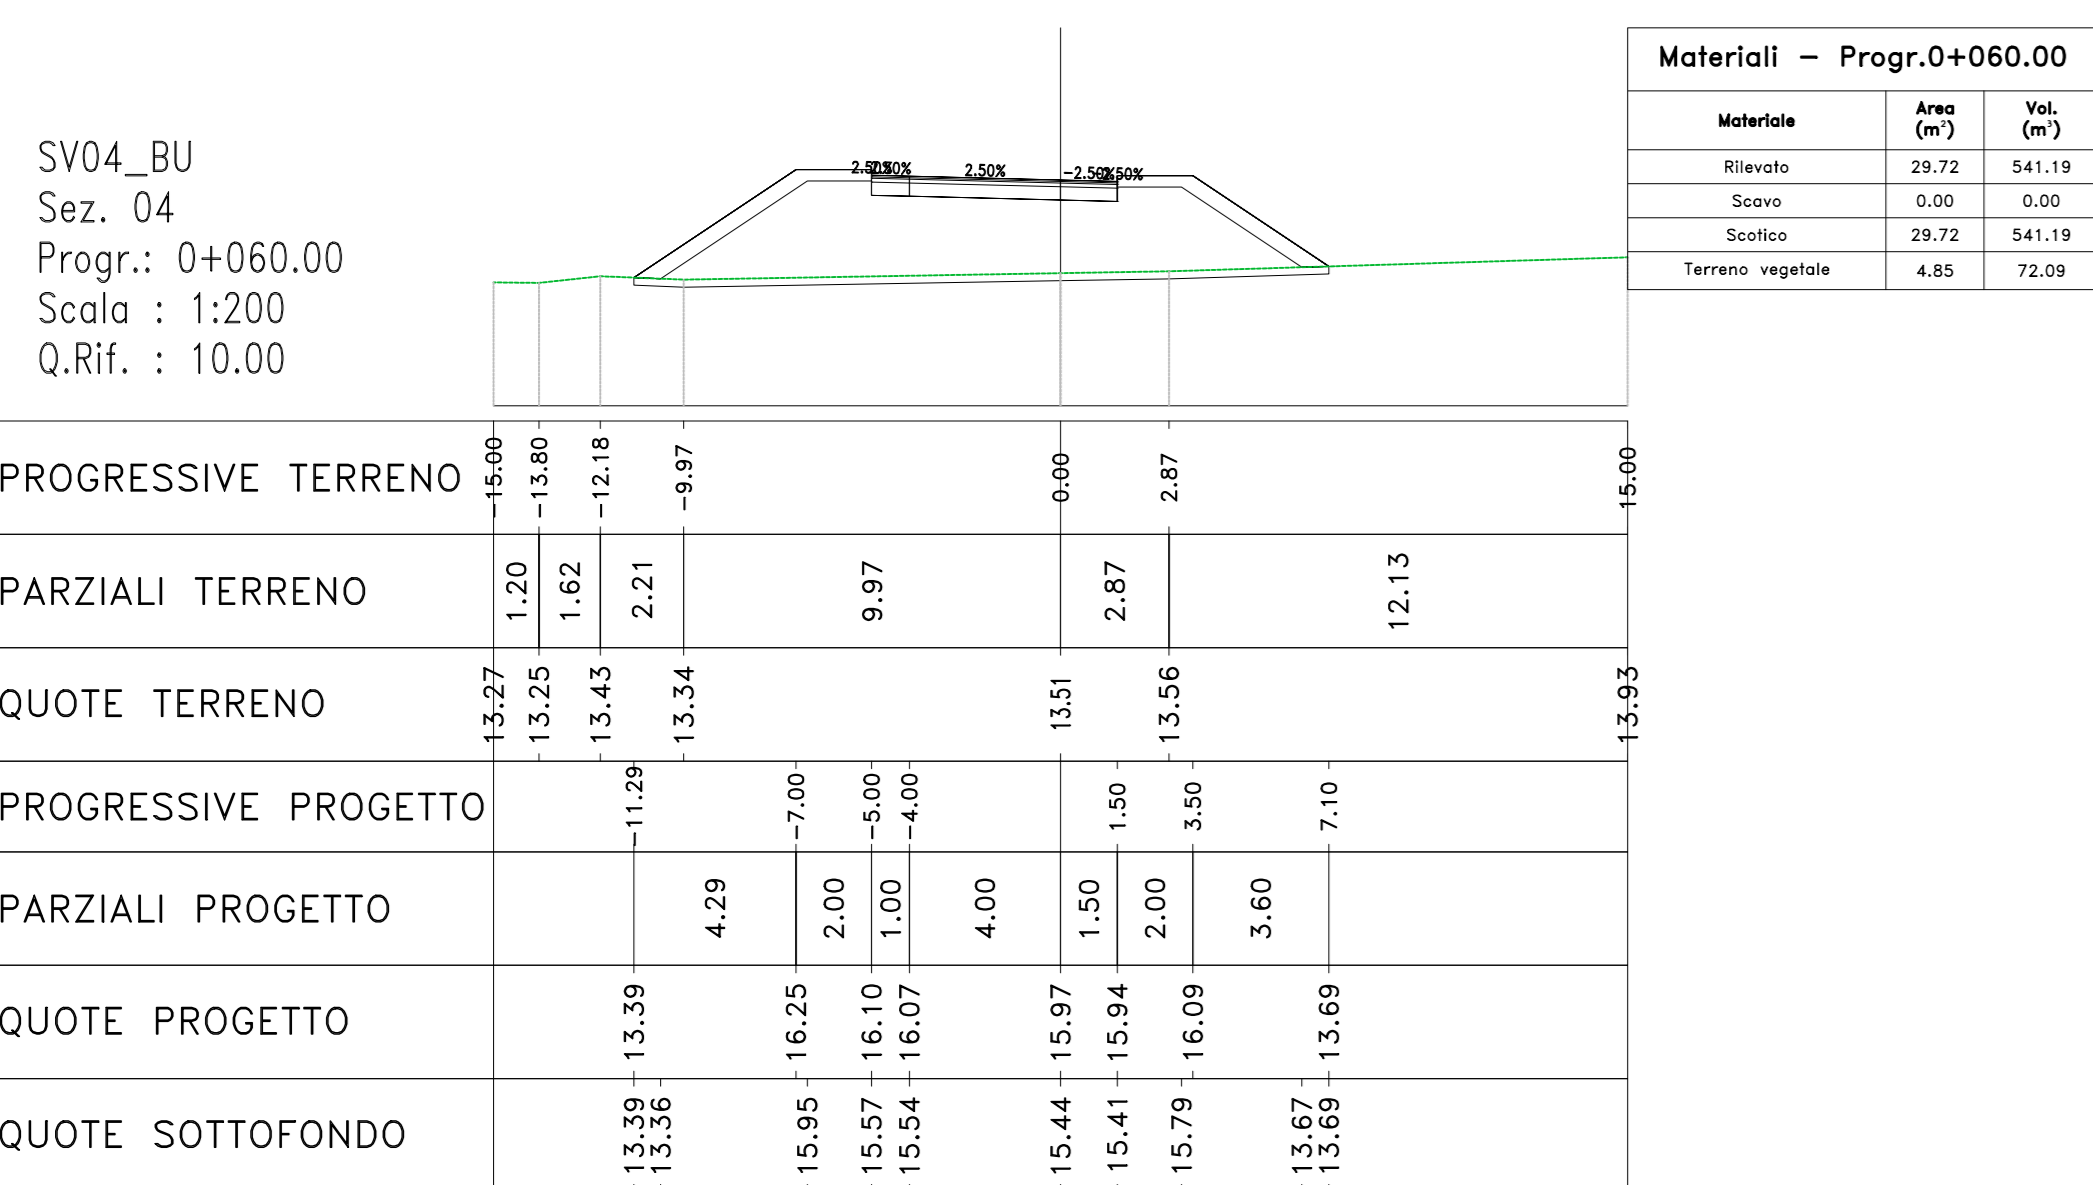 Materiali - Progr.0+060.00
Materiale Area (m²) Vol. (m³)
Rilevato 29.72 541.19
Scavo 0.00 0.00
Scotico 29.72 541.19
Terreno vegetale 4.85 72.09
SV04_BU
Sez. 04
Progr.: 0+060.00
Scala : 1:200
Q.Rif. : 10.00
2.50% 2.50% 2.50% -2.50% -2.50%
PROGRESSIVE TERRENO -15.00 -13.80 -12.18 -9.97 0.00 2.87 15.00
PARZIALI TERRENO 1.20 1.62 2.21 9.97 2.87 12.13
QUOTE TERRENO 13.27 13.25 13.43 13.34 13.51 13.56 13.93
PROGRESSIVE PROGETTO -11.29 -7.00 -5.00 -4.00 1.50 3.50 7.10
PARZIALI PROGETTO 4.29 2.00 1.00 4.00 1.50 2.00 3.60
QUOTE PROGETTO 13.39 16.25 16.10 16.07 15.97 15.94 16.09 13.69
QUOTE SOTTOFONDO 13.39 13.36 15.95 15.57 15.54 15.44 15.41 15.79 13.67 13.69